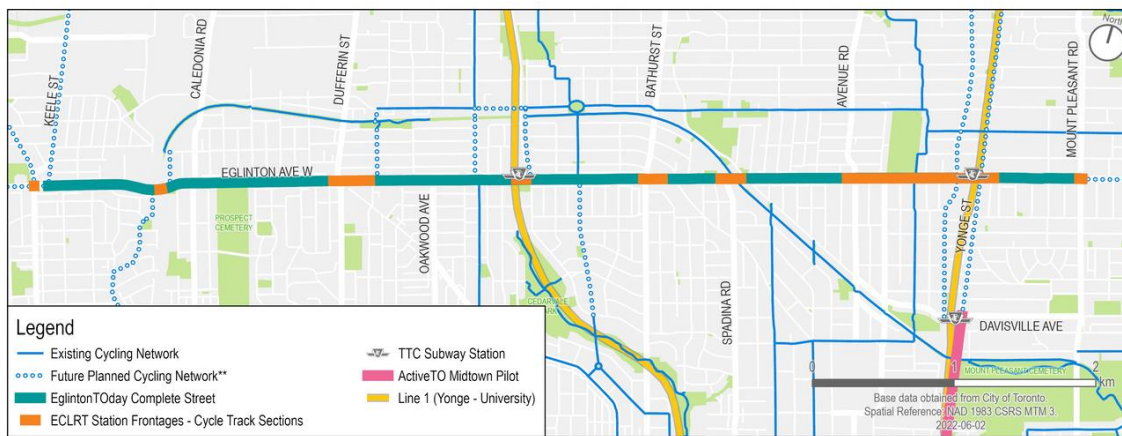 North
KEELE ST
CALEDONIA RD
DUFFERIN ST
BATHURST ST
AVENUE RD
MOUNT PLEASANT RD
EGLINTON AVE W
PROSPECT
CEMETERY
OAKWOOD AVE
YONGE ST
CEDARVALE
PARK
SPADINA RD
DAVISVILLE AVE
MOUNT PLEASANT CEMETERY
Legend
Existing Cycling Network
Future Planned Cycling Network**
EglintonTOday Complete Street
ECLRT Station Frontages - Cycle Track Sections
TTC Subway Station
ActiveTO Midtown Pilot
Line 1 (Yonge - University)
0 1 2
km
Base data obtained from City of Toronto.
Spatial Reference: NAD 1983 CSRS MTM 3.
2022-06-02